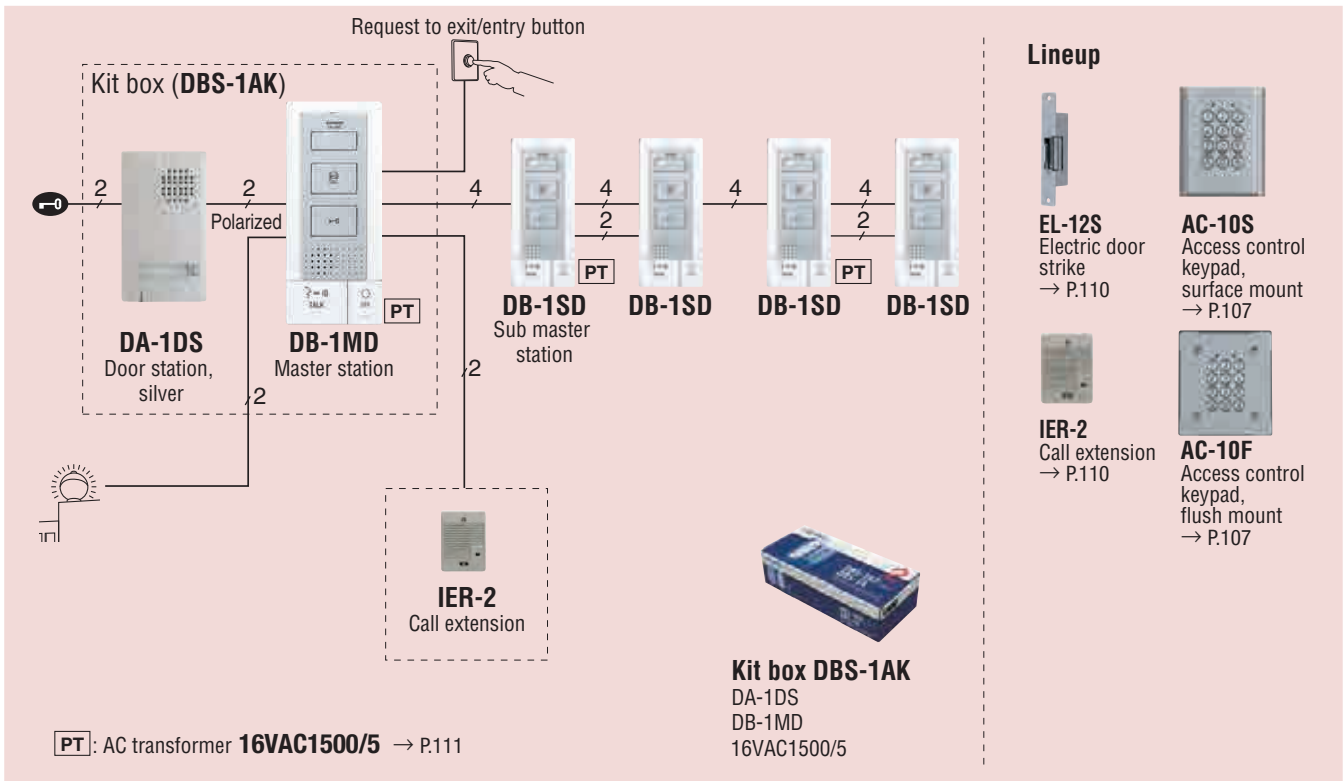 Request to exit/entry button
Kit box (DBS-1AK)
2
2
Polarized
TALK
PT
DA-1DS
Door station,
silver
DB-1MD
Master station
2
2
4
4
2
4
4
2
PT
PT
DB-1SD
Sub master
station
DB-1SD
DB-1SD
DB-1SD
IER-2
Call extension
Kit box DBS-1AK
DA-1DS
DB-1MD
16VAC1500/5
PT: AC transformer 16VAC1500/5 → P.111
Lineup
EL-12S
Electric door
strike
→ P.110
AC-10S
Access control
keypad,
surface mount
→ P.107
IER-2
Call extension
→ P.110
AC-10F
Access control
keypad,
flush mount
→ P.107